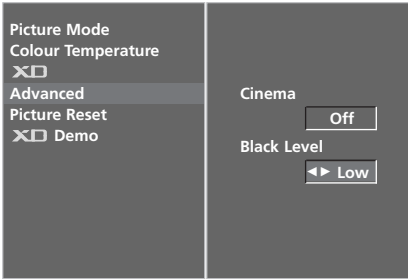 Picture Mode
Colour Temperature
XD
Advanced
Picture Reset
XD Demo
Cinema
Off
Black Level
◄► Low